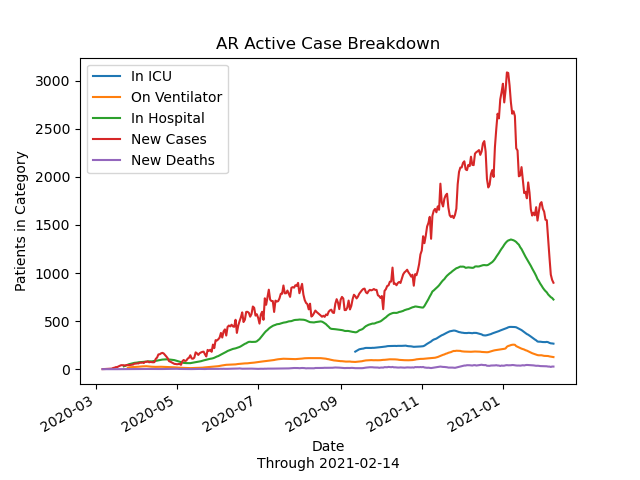 AR Active Case Breakdown
In ICU
On Ventilator
In Hospital
New Cases
New Deaths
Patients in Category
3000
2500
2000
1500
1000
500
0
2020-03
2020-05
2020-07
2020-09
2020-11
2021-01
Date
Through 2021-02-14